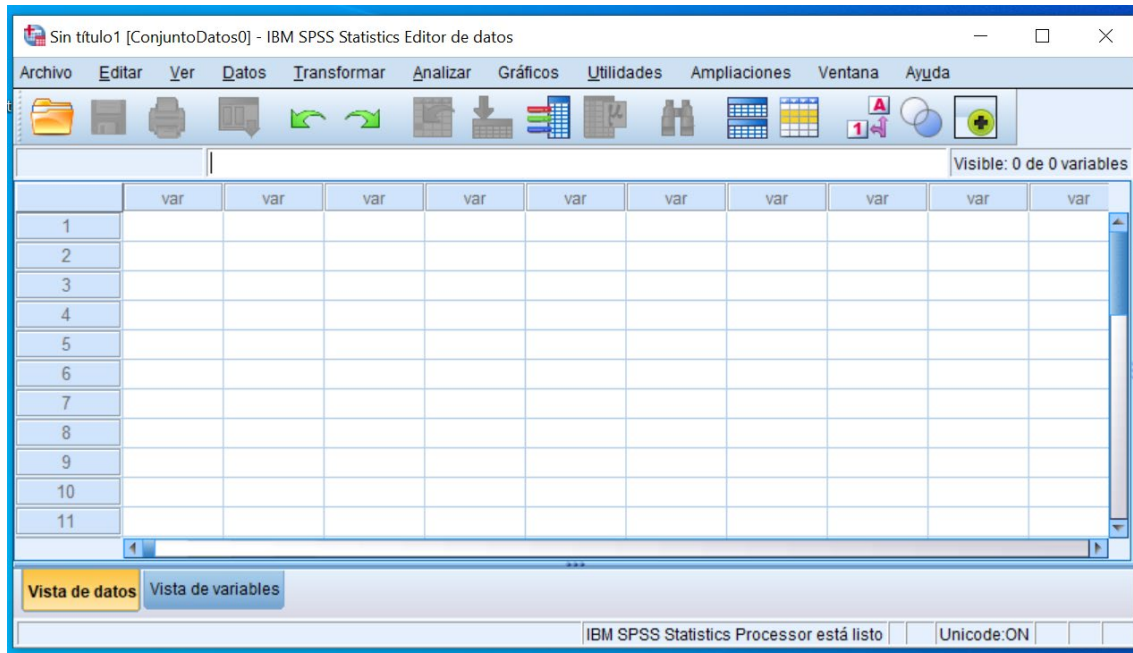 Sin título1 [ConjuntoDatos0] - IBM SPSS Statistics Editor de datos
Archivo Editar Ver Datos Transformar Analizar Gráficos Utilidades Ampliaciones Ventana Ayuda
A
1
Visible: 0 de 0 variables
var var var var var var var var var var
1
2
3
4
5
6
7
8
9
10
11
Vista de datos Vista de variables
IBM SPSS Statistics Processor está listo Unicode:ON